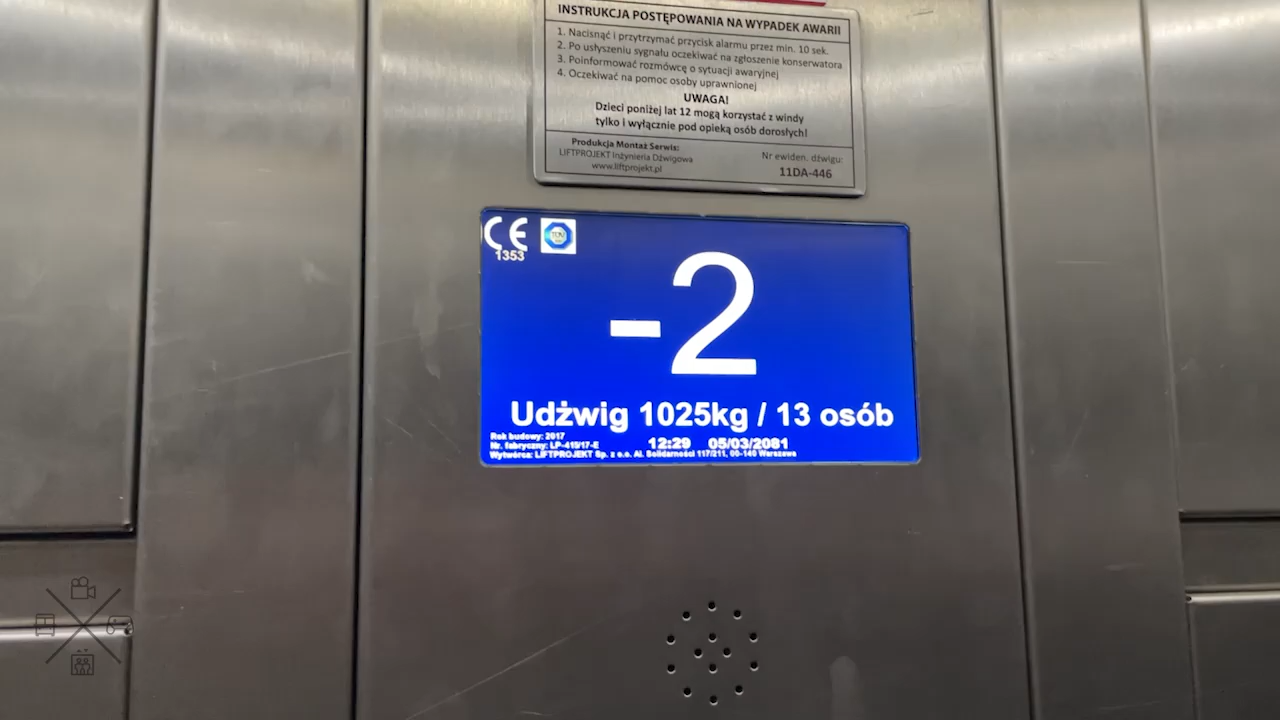 INSTRUKCJA POSTĘPOWANIA NA WYPADEK AWARII
1. Nacisnąć i przytrzymać przycisk alarmu przez min. 10 sek.
2. Po usłyszeniu sygnału oczekiwać na zgłoszenie konserwatora
3. Poinformować rozmówcę o sytuacji awaryjnej
4. Oczekiwać na pomoc osoby uprawnionej
UWAGA!
Dzieci poniżej lat 12 mogą korzystać z windy
tylko i wyłącznie pod opieką osób dorosłych!
Produkcja Montaż Serwis:
LIFTPROJEKT Inżynieria Dźwigowa
www.liftprojekt.pl
Nr ewiden. dźwigu:
11DA-446
CE
1353
-2
Udźwig 1025kg / 13 osób
Rok budowy: 2017
Nr. fabryczny: LP-415/17-E
12:29 05/03/2081
Wytwórca: LIFTPROJEKT Sp. z o.o. Al. Solidarności 117/211, 00-140 Warszawa